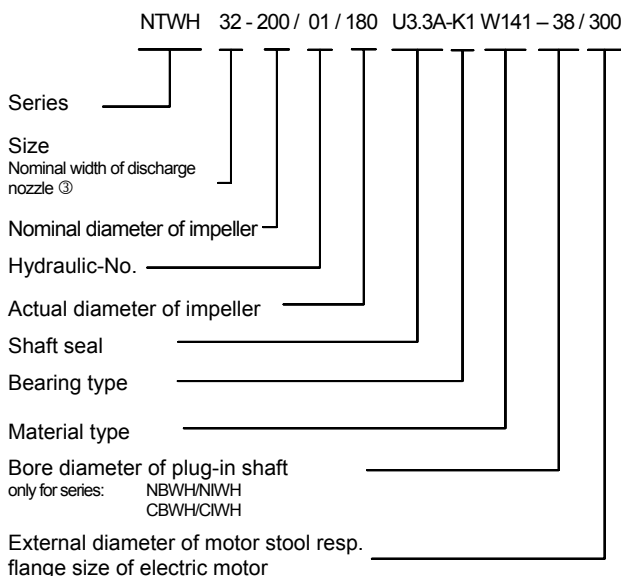 NTWH 32 - 200 / 01 / 180 U3.3A-K1 W141 – 38 / 300
Series
Size
Nominal width of discharge
nozzle ③
Nominal diameter of impeller
Hydraulic-No.
Actual diameter of impeller
Shaft seal
Bearing type
Material type
Bore diameter of plug-in shaft
only for series: NBWH/NIWH
CBWH/CIWH
External diameter of motor stool resp.
flange size of electric motor